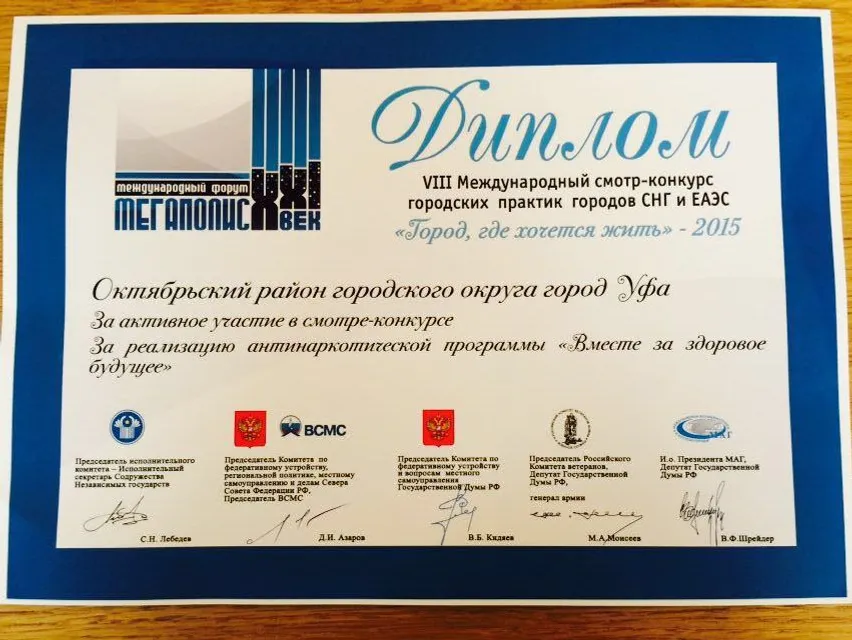 Диплом
VIII Международный смотр-конкурс
городских практик городов СНГ и ЕАЭС
«Город, где хочется жить» - 2015
международный форум
МЕГАПОЛИС XXI
ВЕК
Октябрьский район городского округа город Уфа
За активное участие в смотре-конкурсе
За реализацию антинаркотической программы «Вместе за здоровое
будущее»
ВСМС
МАГ
Председатель исполнительного
комитета – Исполнительный
секретарь Содружества
Независимых государств
С.Н. Лебедев
Председатель Комитета по
федеративному устройству,
региональной политике, местному
самоуправлению и делам Севера
Совета Федерации РФ,
Председатель ВСМС
Д.И. Азаров
Председатель Комитета по
федеративному устройству
и вопросам местного
самоуправления
Государственной Думы РФ
В.Б. Кидяев
Председатель Российского
Комитета ветеранов,
Депутат Государственной
Думы РФ,
генерал армии
М.А.Моисеев
И.о. Президента МАГ,
Депутат Государственной
Думы РФ
В.Ф.Шрейдер